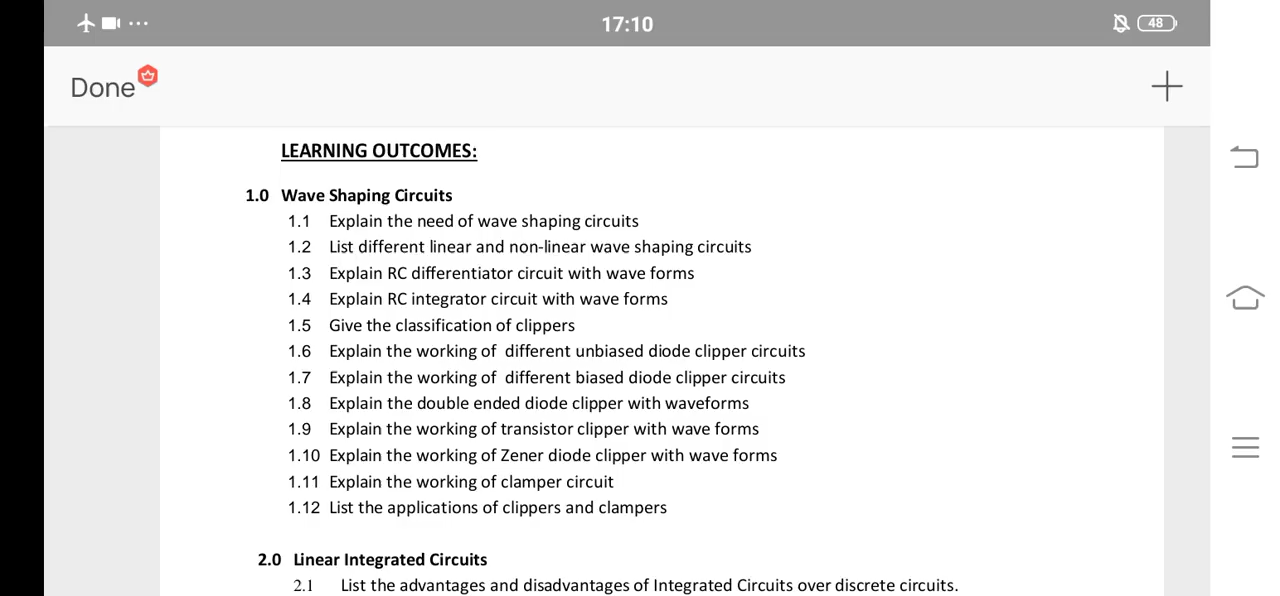 17:10
48
Done
LEARNING OUTCOMES:
1.0 Wave Shaping Circuits
1.1 Explain the need of wave shaping circuits
1.2 List different linear and non-linear wave shaping circuits
1.3 Explain RC differentiator circuit with wave forms
1.4 Explain RC integrator circuit with wave forms
1.5 Give the classification of clippers
1.6 Explain the working of different unbiased diode clipper circuits
1.7 Explain the working of different biased diode clipper circuits
1.8 Explain the double ended diode clipper with waveforms
1.9 Explain the working of transistor clipper with wave forms
1.10 Explain the working of Zener diode clipper with wave forms
1.11 Explain the working of clamper circuit
1.12 List the applications of clippers and clampers
2.0 Linear Integrated Circuits
2.1 List the advantages and disadvantages of Integrated Circuits over discrete circuits.